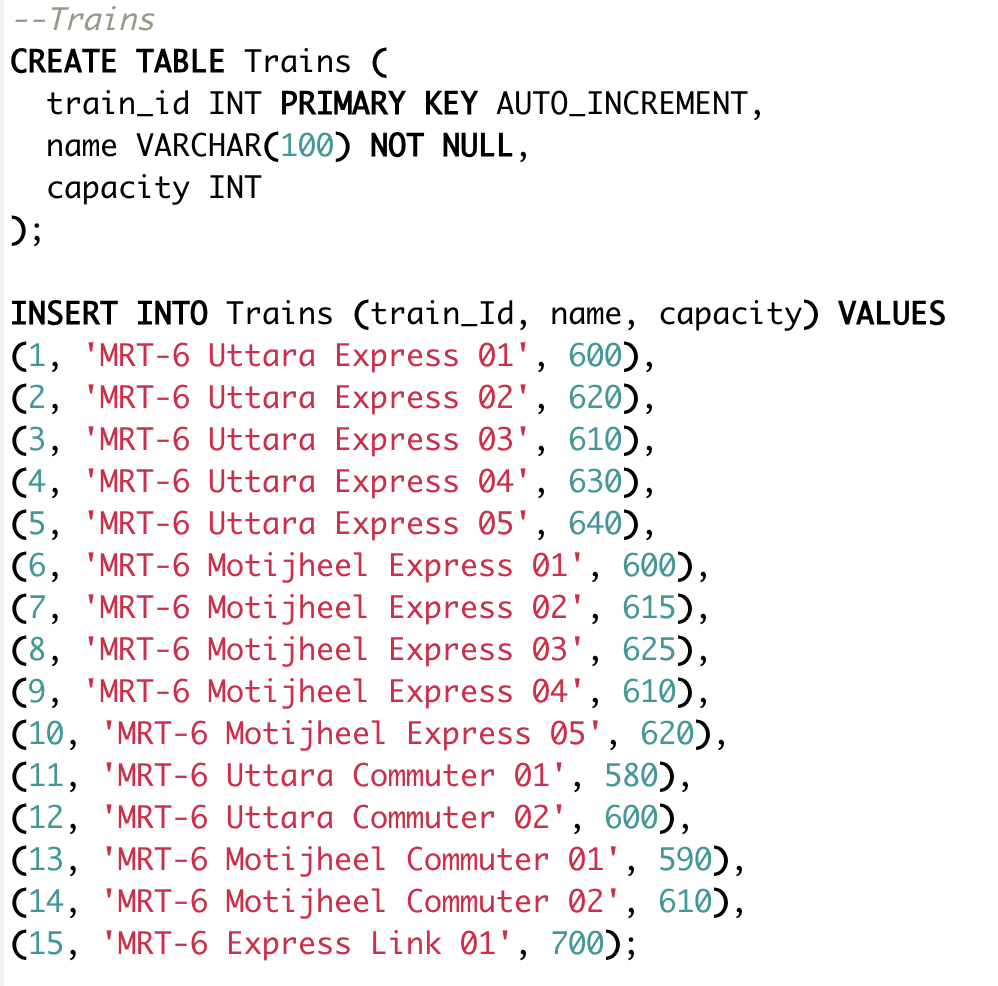 --Trains
CREATE TABLE Trains (
  train_id INT PRIMARY KEY AUTO_INCREMENT,
  name VARCHAR(100) NOT NULL,
  capacity INT
);

INSERT INTO Trains (train_Id, name, capacity) VALUES
(1, 'MRT-6 Uttara Express 01', 600),
(2, 'MRT-6 Uttara Express 02', 620),
(3, 'MRT-6 Uttara Express 03', 610),
(4, 'MRT-6 Uttara Express 04', 630),
(5, 'MRT-6 Uttara Express 05', 640),
(6, 'MRT-6 Motijheel Express 01', 600),
(7, 'MRT-6 Motijheel Express 02', 615),
(8, 'MRT-6 Motijheel Express 03', 625),
(9, 'MRT-6 Motijheel Express 04', 610),
(10, 'MRT-6 Motijheel Express 05', 620),
(11, 'MRT-6 Uttara Commuter 01', 580),
(12, 'MRT-6 Uttara Commuter 02', 600),
(13, 'MRT-6 Motijheel Commuter 01', 590),
(14, 'MRT-6 Motijheel Commuter 02', 610),
(15, 'MRT-6 Express Link 01', 700);